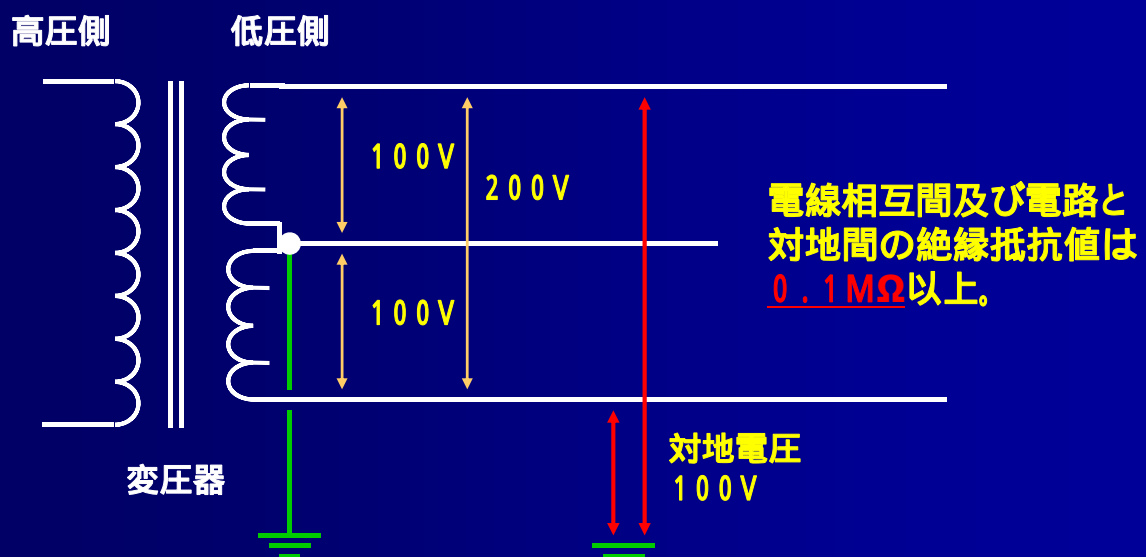 高圧側
低圧側
100V
200V
100V
電線相互間及び電路と
対地間の絶縁抵抗値は
0.1MΩ以上。
対地電圧
100V
変圧器